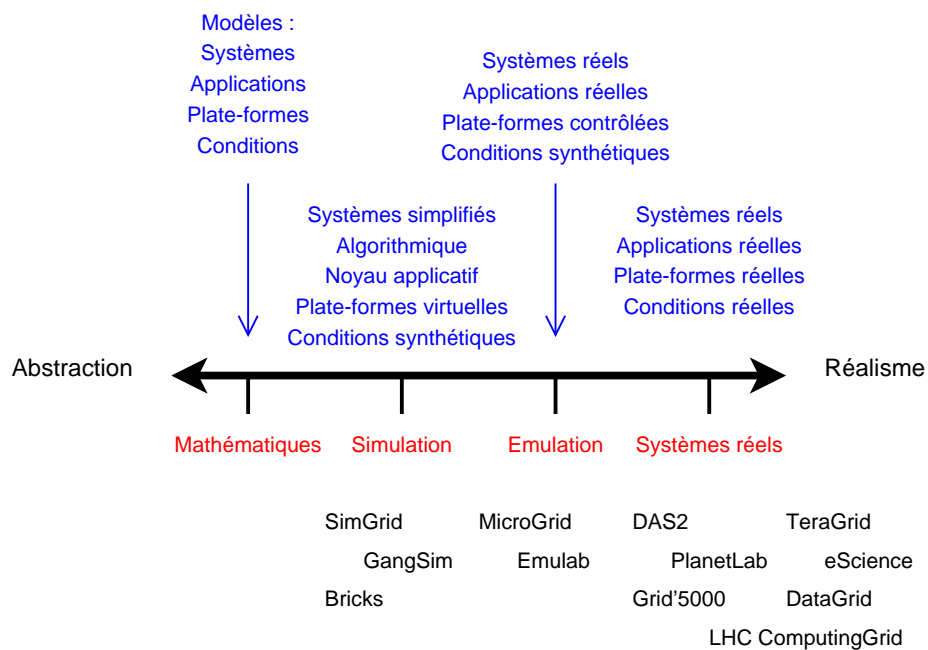 Modèles :
Systèmes
Applications
Plate-formes
Conditions
Systèmes réels
Applications réelles
Plate-formes contrôlées
Conditions synthétiques
Systèmes simplifiés
Algorithmique
Noyau applicatif
Plate-formes virtuelles
Conditions synthétiques
Systèmes réels
Applications réelles
Plate-formes réelles
Conditions réelles
Abstraction
Réalisme
Mathématiques
Simulation
Emulation
Systèmes réels
SimGrid
MicroGrid
DAS2
TeraGrid
GangSim
Emulab
PlanetLab
eScience
Bricks
Grid'5000
DataGrid
LHC ComputingGrid